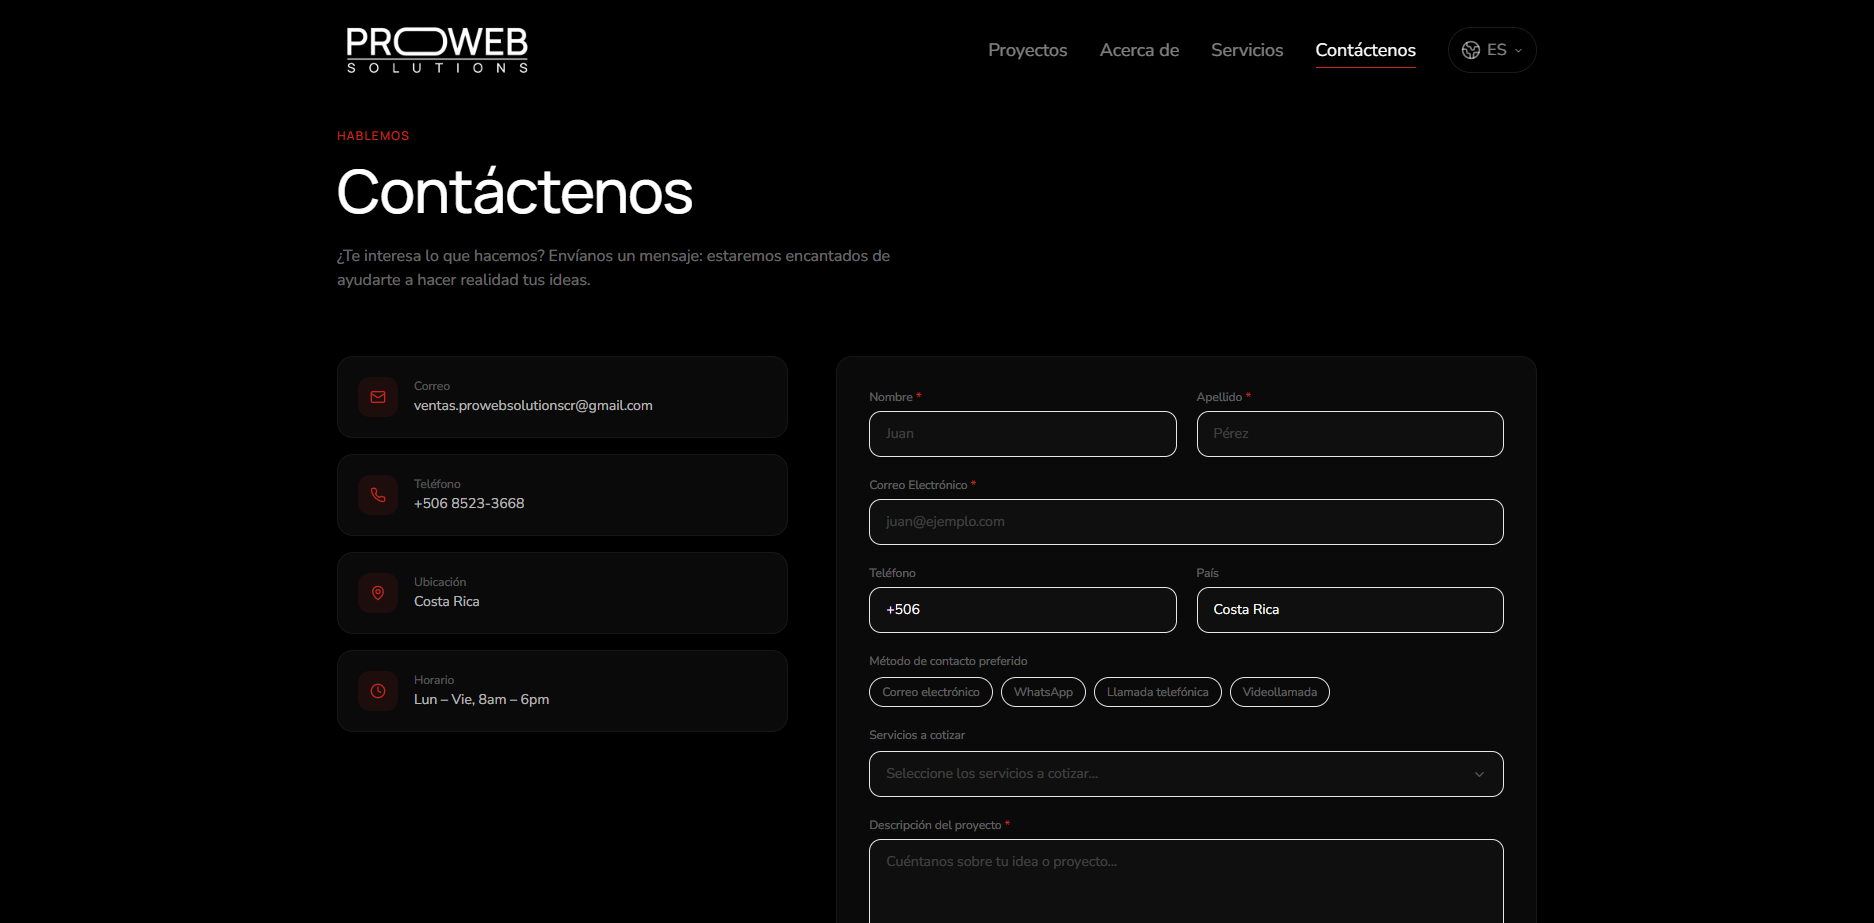 PROWEB
SOLUTIONS
Proyectos
Acerca de
Servicios
Contáctenos
ES
HABLEMOS
Contáctenos
¿Te interesa lo que hacemos? Envíanos un mensaje: estaremos encantados de
ayudarte a hacer realidad tus ideas.
Correo
ventas.prowebsolutionscr@gmail.com
Teléfono
+506 8523-3668
Ubicación
Costa Rica
Horario
Lun – Vie, 8am – 6pm
Nombre *
Juan
Apellido *
Pérez
Correo Electrónico *
juan@ejemplo.com
Teléfono
+506
País
Costa Rica
Método de contacto preferido
Correo electrónico
WhatsApp
Llamada telefónica
Videollamada
Servicios a cotizar
Seleccione los servicios a cotizar...
Descripción del proyecto *
Cuéntanos sobre tu idea o proyecto...